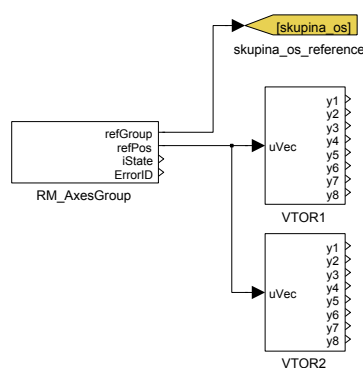 [skupina_os]
skupina_os_reference
refGroup
refPos
iState
ErrorID
RM_AxesGroup
uVec
y1
y2
y3
y4
y5
y6
y7
y8
VTOR1
uVec
y1
y2
y3
y4
y5
y6
y7
y8
VTOR2